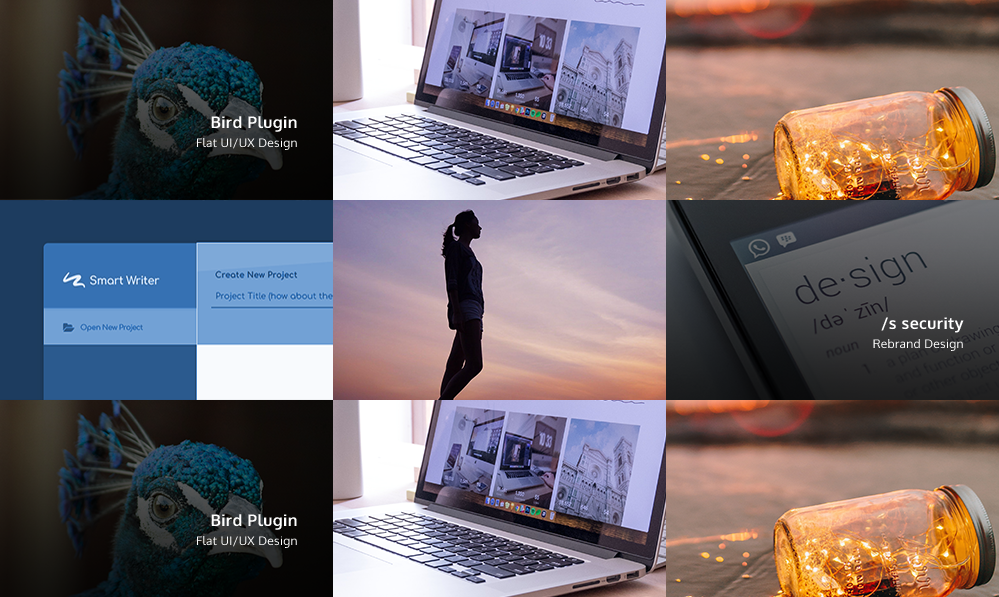 Bird Plugin
Flat UI/UX Design
Smart Writer
Create New Project
Project Title (how about the
Open New Project
de·sign
/dəˈzīn/
noun
/s security
Rebrand Design
Bird Plugin
Flat UI/UX Design